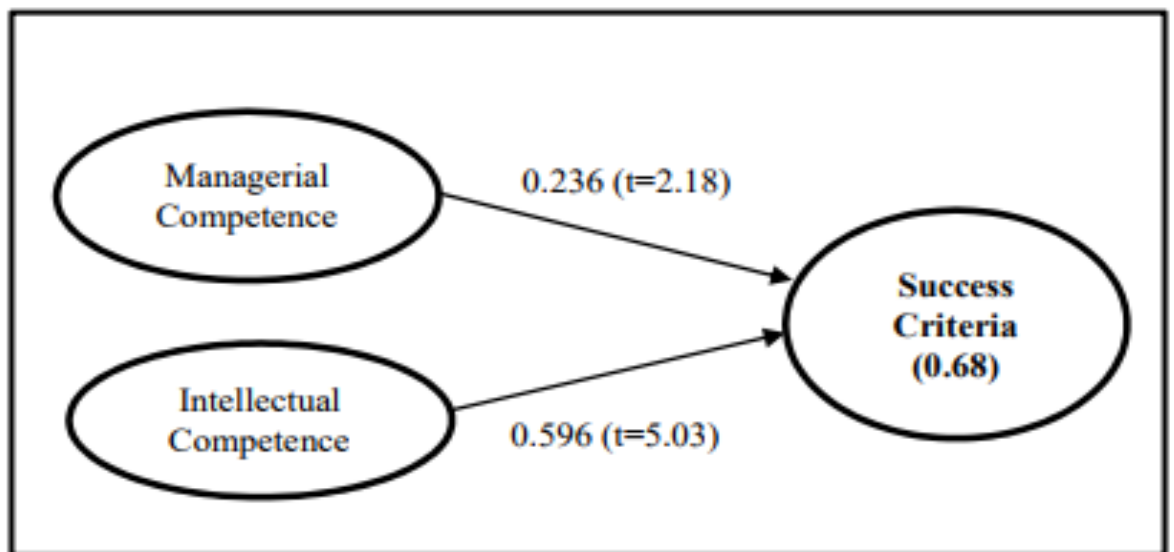 Managerial
Competence
0.236 (t=2.18)
Success
Criteria
(0.68)
Intellectual
Competence
0.596 (t=5.03)